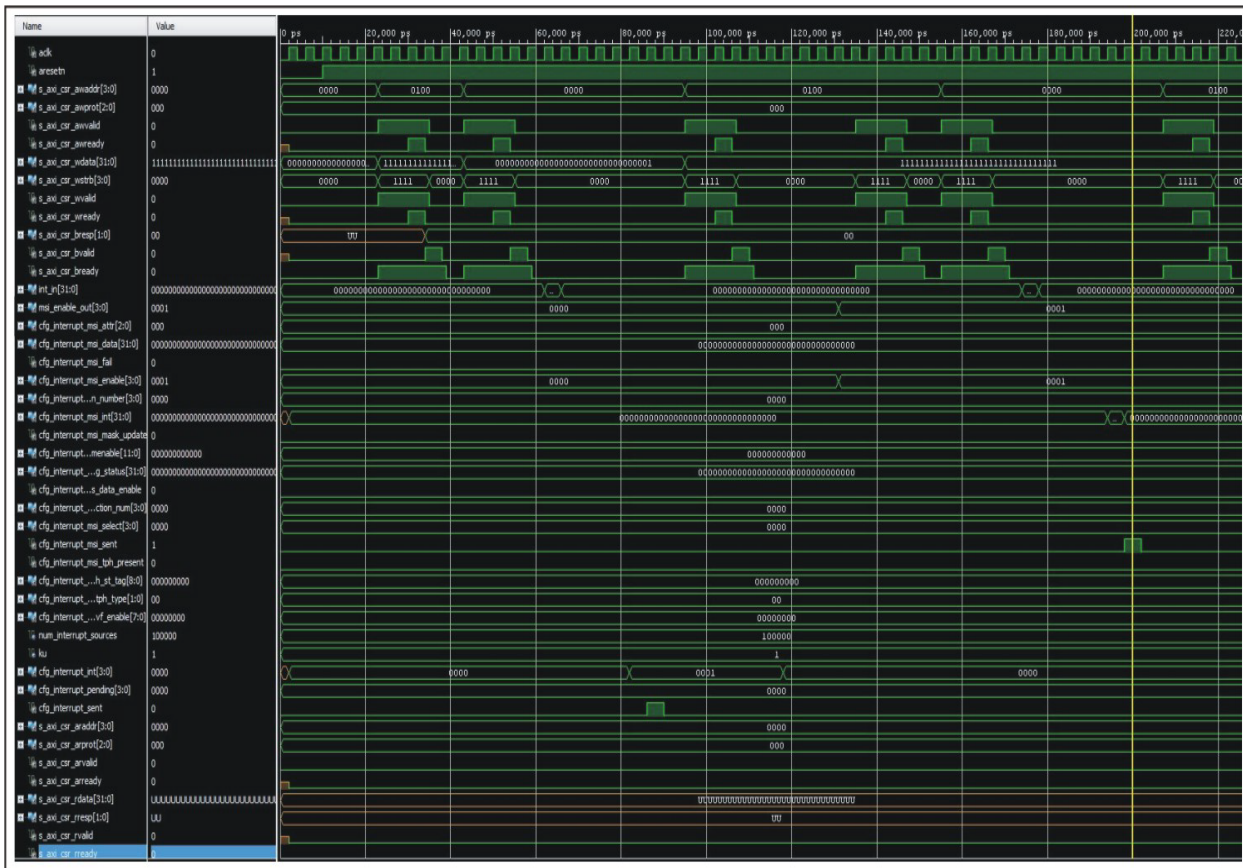 Name Value
0 ps 20,000 ps 40,000 ps 60,000 ps 80,000 ps 100,000 ps 120,000 ps 140,000 ps 160,000 ps 180,000 ps 200,000 ps 220,0
aclk 0
aresetn 1
s_axi_csr_awaddr[3:0] 0000 0000 0100 0000 0100 0000 0100
s_axi_csr_awprot[2:0] 000 000
s_axi_csr_awvalid 0
s_axi_csr_awready 0
s_axi_csr_wdata[31:0]
s_axi_csr_wstrb[3:0] 0000 0000 1111 0000 1111 0000 1111 0000 1111 0000 1111 0000 1111 00
s_axi_csr_wvalid 0
s_axi_csr_wready 0
s_axi_csr_bresp[1:0] 00 UU 00
s_axi_csr_bvalid 0
s_axi_csr_bready 0
int_in[31:0]
msi_enable_out[3:0] 0001 0000 0001
cfg_interrupt_msi_attr[2:0] 000 000
cfg_interrupt_msi_data[31:0]
cfg_interrupt_msi_fail 0
cfg_interrupt_msi_enable[3:0] 0001 0000 0001
cfg_interrupt...n_number[3:0] 0000 0000
cfg_interrupt_msi_int[31:0]
cfg_interrupt_msi_mask_update 0
cfg_interrupt...menable[11:0] 000000000000 000000000000
cfg_interrupt_...g_status[31:0]
cfg_interrupt...s_data_enable 0
cfg_interrupt_...ction_num[3:0] 0000 0000
cfg_interrupt_msi_select[3:0] 0000 0000
cfg_interrupt_msi_sent 1
cfg_interrupt_msi_tph_present 0
cfg_interrupt_...h_st_tag[8:0] 000000000 000000000
cfg_interrupt_...tph_type[1:0] 00 00
cfg_interrupt_...vf_enable[7:0] 00000000 00000000
num_interrupt_sources 100000 100000
ku 1 1
cfg_interrupt_int[3:0] 0000 0000 0001 0000
cfg_interrupt_pending[3:0] 0000 0000
cfg_interrupt_sent 0
s_axi_csr_araddr[3:0] 0000 0000
s_axi_csr_arprot[2:0] 000 000
s_axi_csr_arvalid 0
s_axi_csr_arready 0
s_axi_csr_rdata[31:0]
s_axi_csr_rresp[1:0] UU UU
s_axi_csr_rvalid 0
s_axi_csr_rready 0